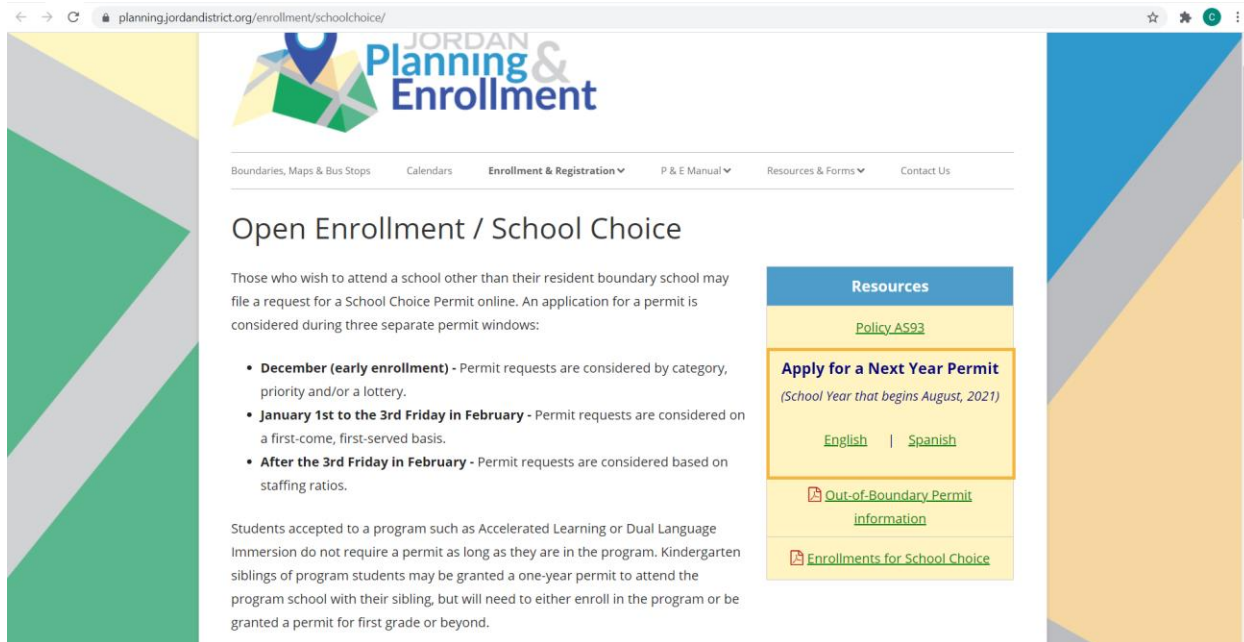 planning.jordandistrict.org/enrollment/schoolchoice/
C
JORDAN
Planning &
Enrollment
Boundaries, Maps & Bus Stops Calendars Enrollment & Registration P & E Manual Resources & Forms Contact Us
Open Enrollment / School Choice
Those who wish to attend a school other than their resident boundary school may
file a request for a School Choice Permit online. An application for a permit is
considered during three separate permit windows:
• December (early enrollment) - Permit requests are considered by category,
priority and/or a lottery.
• January 1st to the 3rd Friday in February - Permit requests are considered on
a first-come, first-served basis.
• After the 3rd Friday in February - Permit requests are considered based on
staffing ratios.
Students accepted to a program such as Accelerated Learning or Dual Language
Immersion do not require a permit as long as they are in the program. Kindergarten
siblings of program students may be granted a one-year permit to attend the
program school with their sibling, but will need to either enroll in the program or be
granted a permit for first grade or beyond.
Resources
Policy AS93
Apply for a Next Year Permit
(School Year that begins August, 2021)
English | Spanish
Out-of-Boundary Permit
information
Enrollments for School Choice